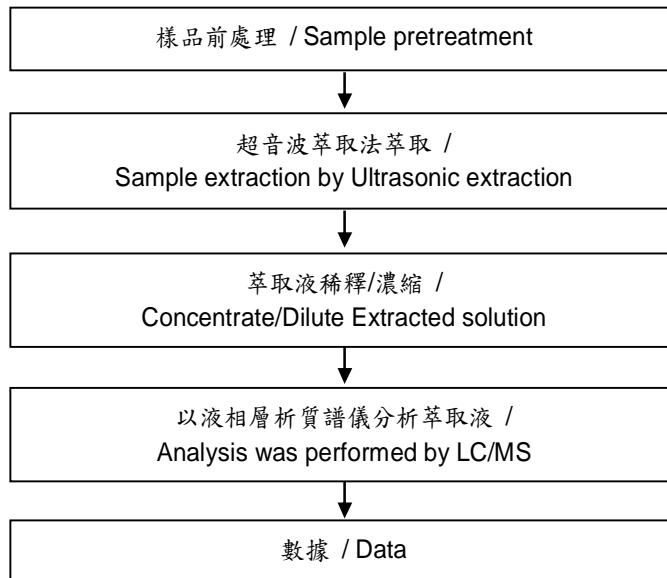 樣品前處理 / Sample pretreatment
超音波萃取法萃取 /
Sample extraction by Ultrasonic extraction
萃取液稀釋/濃縮 /
Concentrate/Dilute Extracted solution
以液相層析質譜儀分析萃取液 /
Analysis was performed by LC/MS
數據 / Data